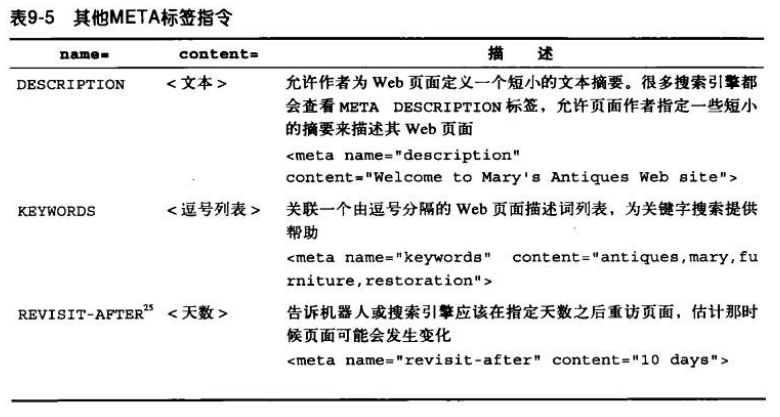 表9-5 其他META标签指令
name= content= 描 述
DESCRIPTION <文本> 允许作者为 Web 页面定义一个短小的文本摘要。很多搜索引擎都
会查看 META DESCRIPTION 标签，允许页面作者指定一些短小
的摘要来描述其 Web 页面
<meta name="description"
content="Welcome to Mary's Antiques Web site">
KEYWORDS <逗号列表> 关联一个由逗号分隔的 Web 页面描述词列表，为关键字搜索提供
帮助
<meta name="keywords" content="antiques,mary,fu
rniture,restoration">
REVISIT-AFTER25 <天数> 告诉机器人或搜索引擎应该在指定天数之后重访页面，估计那时
候页面可能会发生变化
<meta name="revisit-after" content="10 days">